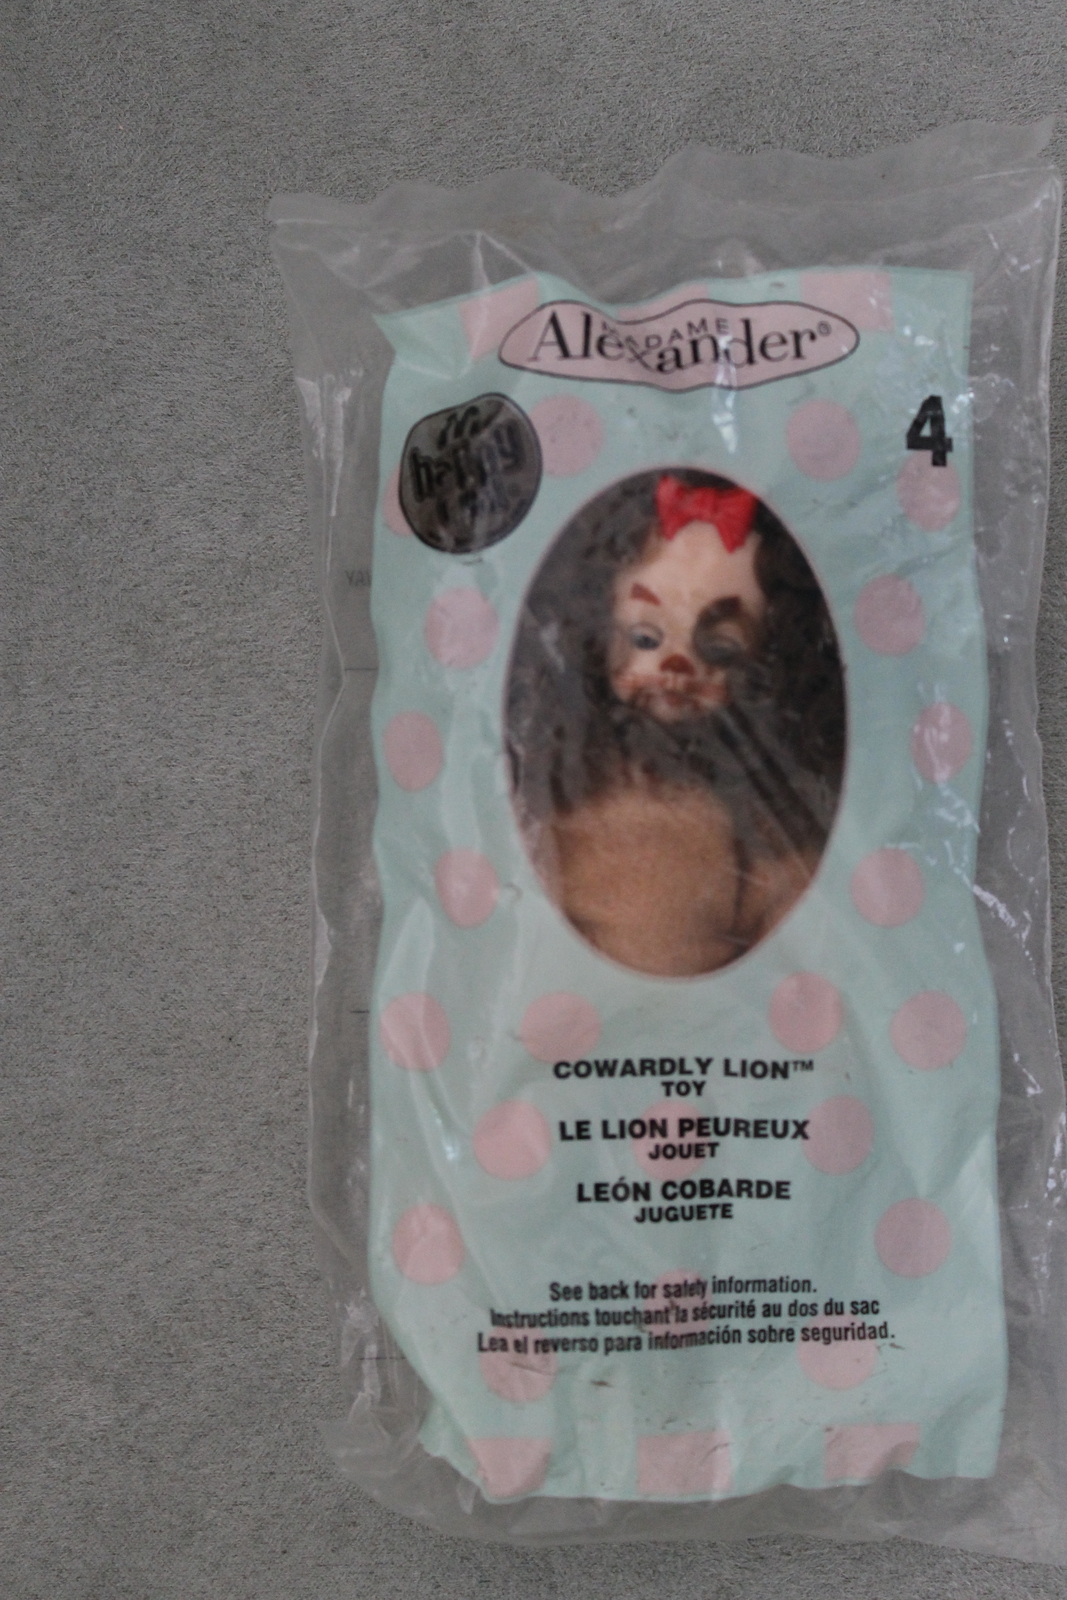 MADAME
Alexander®
4
happy
COWARDLY LION™
TOY
LE LION PEUREUX
JOUET
LEÓN COBARDE
JUGUETE
See back for safety information.
Instructions touchant la sécurité au dos du sac
Lea el reverso para información sobre seguridad.